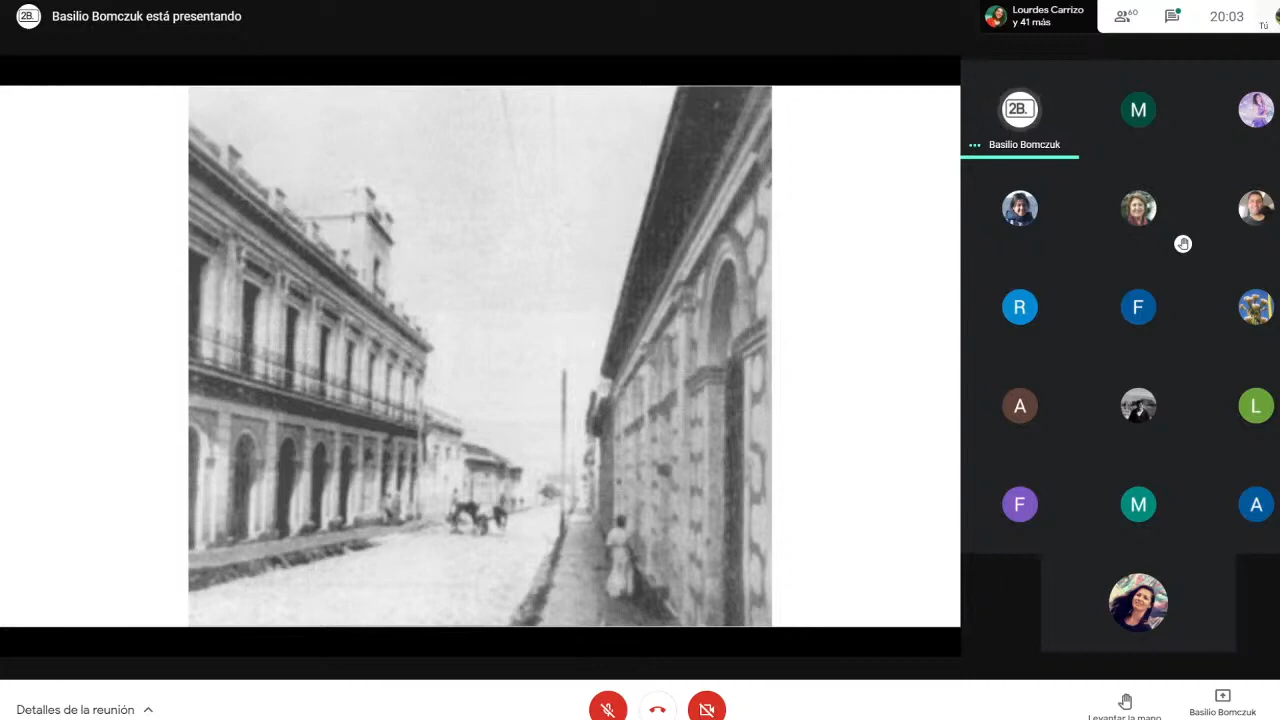 2B.
Basilio Bomczuk está presentando
Lourdes Carrizo
y 41 más
60
20:03
Tú
2B.
M
Basilio Bomczuk
R
F
A
L
F
M
A
Detalles de la reunión
Levantar la mano
Basilio Bomczuk